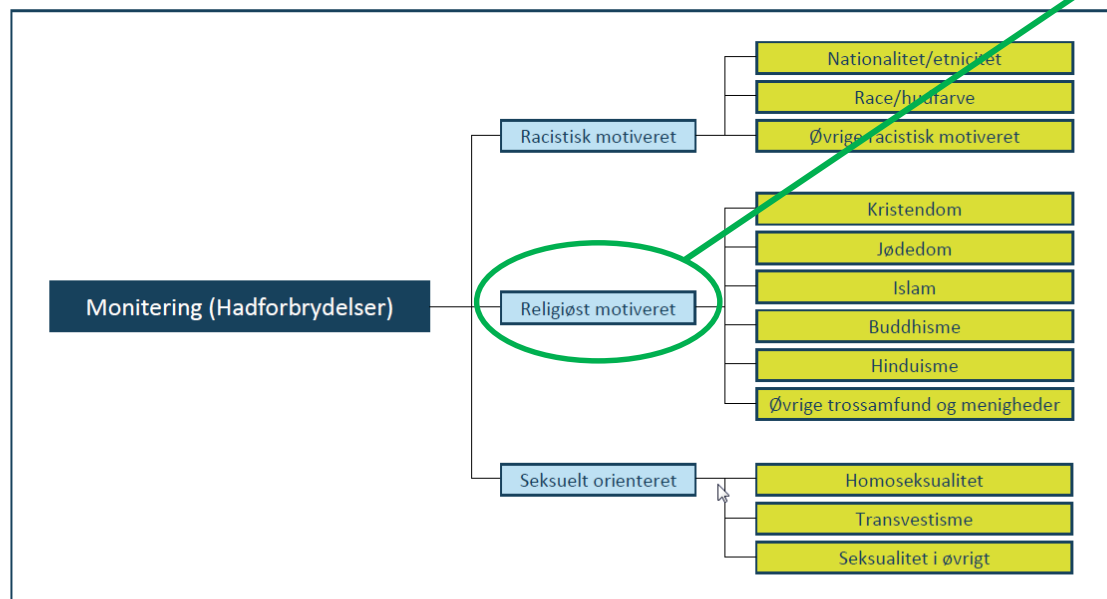 Monitering (Hadforbrydelser)
Racistisk motiveret
Nationalitet/etnicitet
Race/hudfarve
Øvrige racistisk motiveret
Religiøst motiveret
Kristendom
Jødedom
Islam
Buddhisme
Hinduisme
Øvrige trossamfund og menigheder
Seksuelt orienteret
Homoseksualitet
Transvestisme
Seksualitet i øvrigt